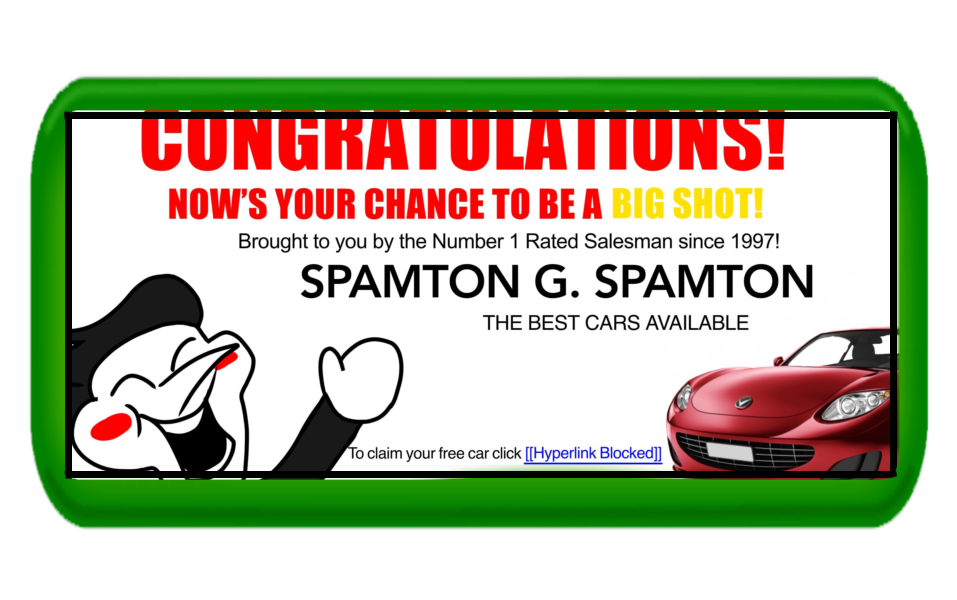 CONGRATULATIONS!
NOW'S YOUR CHANCE TO BE A BIG SHOT!
Brought to you by the Number 1 Rated Salesman since 1997!
SPAMTON G. SPAMTON
THE BEST CARS AVAILABLE
To claim your free car click [[Hyperlink Blocked]]